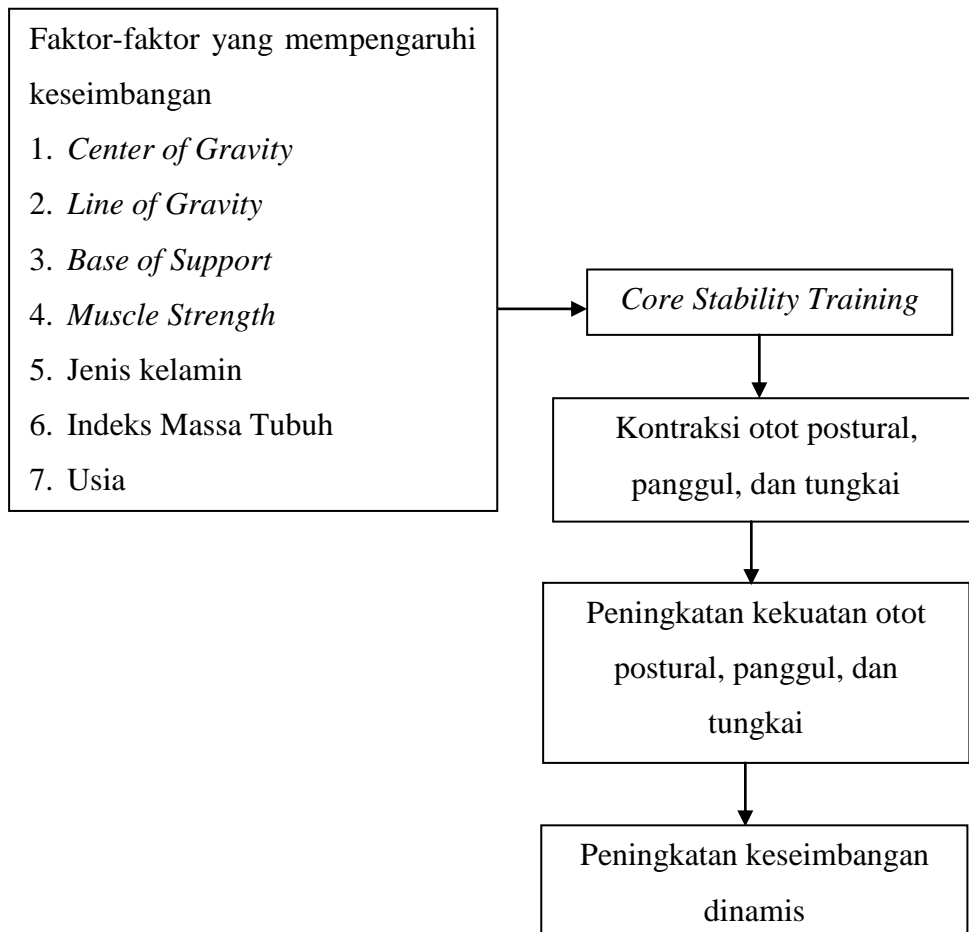 Faktor-faktor yang mempengaruhi
keseimbangan
1. Center of Gravity
2. Line of Gravity
3. Base of Support
4. Muscle Strength
5. Jenis kelamin
6. Indeks Massa Tubuh
7. Usia
Core Stability Training
Kontraksi otot postural,
panggul, dan tungkai
Peningkatan kekuatan otot
postural, panggul, dan
tungkai
Peningkatan keseimbangan
dinamis